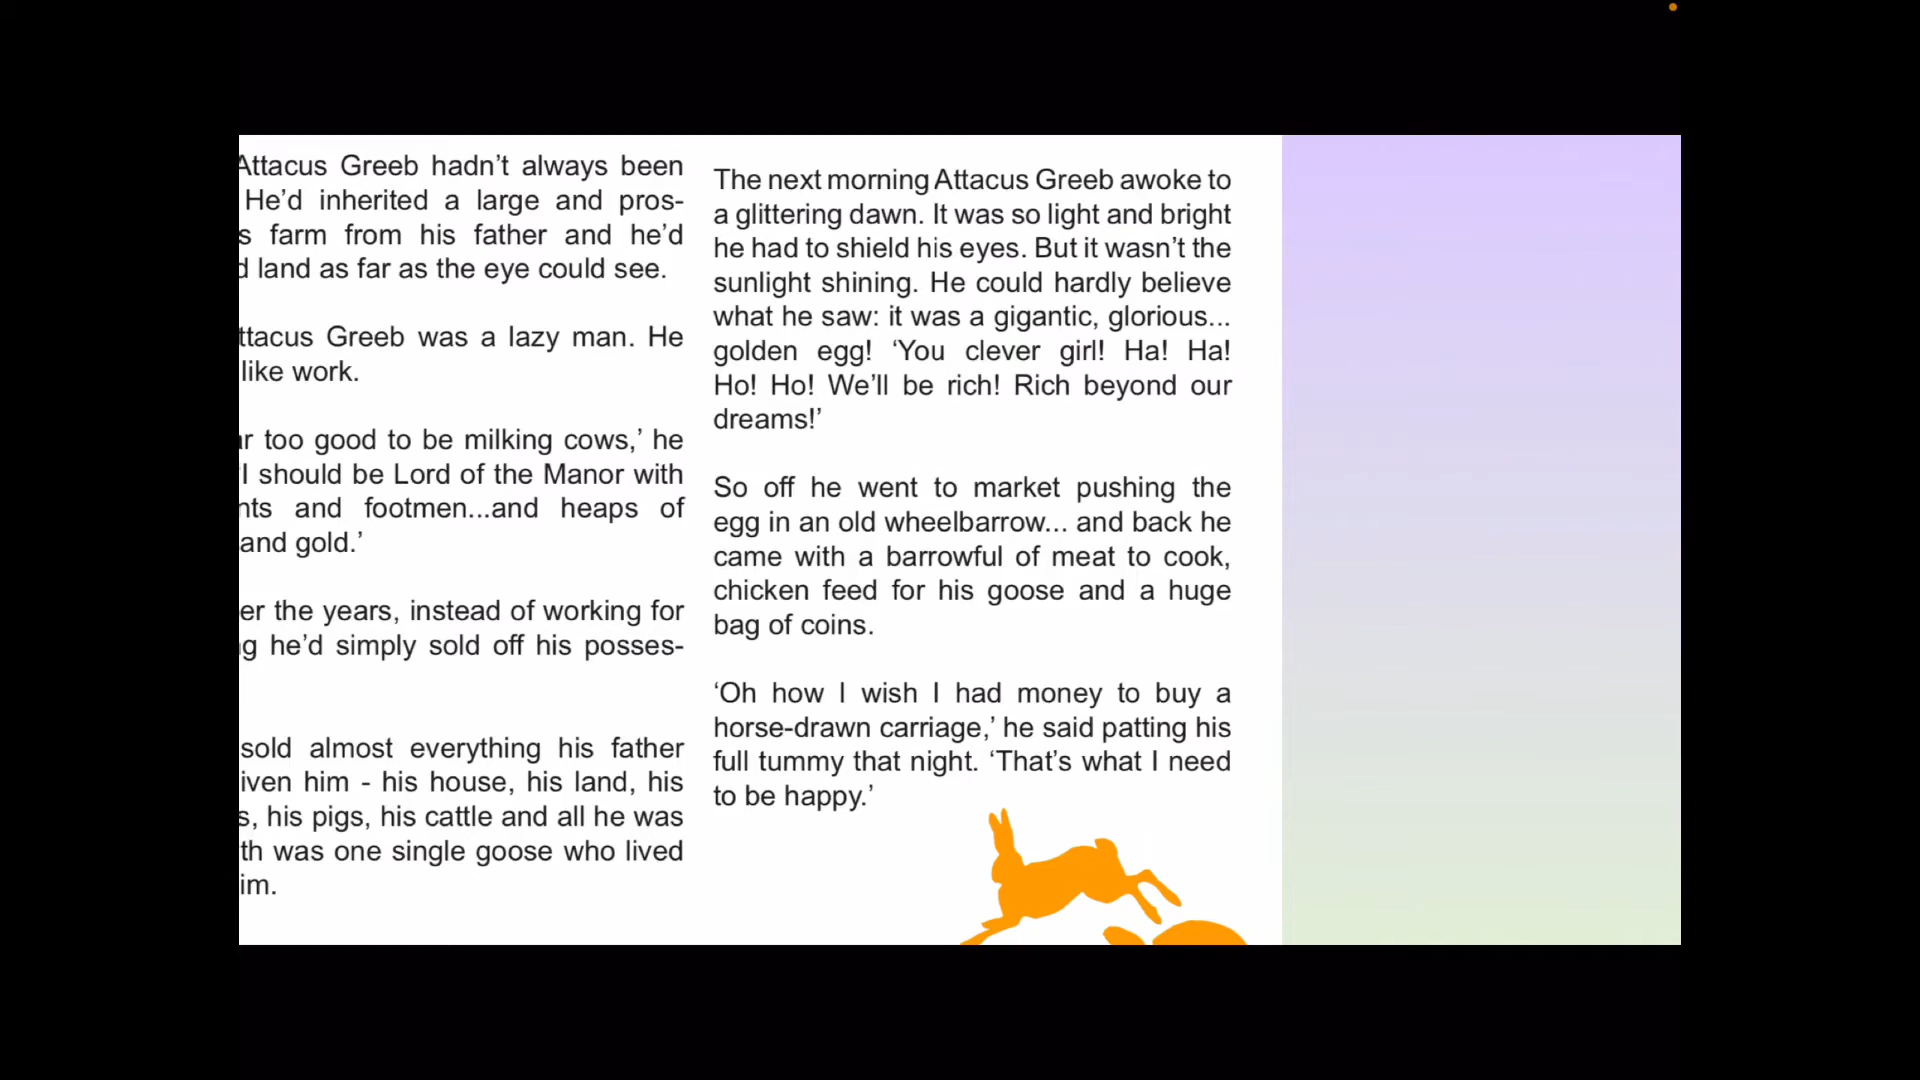 Attacus Greeb hadn’t always been
He’d inherited a large and pros-
farm from his father and he’d
land as far as the eye could see.
Greeb was a lazy man. He
like work.
too good to be milking cows,’ he
‘I should be Lord of the Manor with
and footmen...and heaps of
and gold.’
the years, instead of working for
he’d simply sold off his posses-
sold almost everything his father
him - his house, his land, his
his pigs, his cattle and all he was
was one single goose who lived
The next morning Attacus Greeb awoke to
a glittering dawn. It was so light and bright
he had to shield his eyes. But it wasn’t the
sunlight shining. He could hardly believe
what he saw: it was a gigantic, glorious...
golden egg! ‘You clever girl! Ha! Ha!
Ho! Ho! We’ll be rich! Rich beyond our
dreams!’
So off he went to market pushing the
egg in an old wheelbarrow... and back he
came with a barrowful of meat to cook,
chicken feed for his goose and a huge
bag of coins.
‘Oh how I wish I had money to buy a
horse-drawn carriage,’ he said patting his
full tummy that night. ‘That’s what I need
to be happy.’